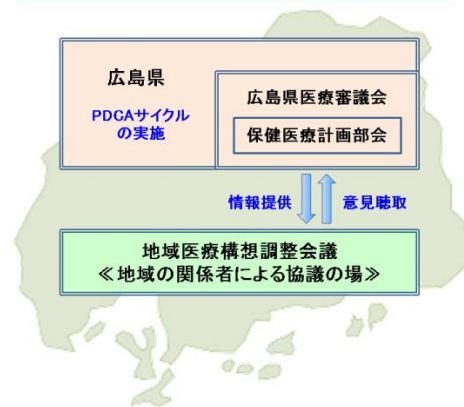 広島県
PDCAサイクル
の実施
広島県医療審議会
保健医療計画部会
情報提供
意見聴取
地域医療構想調整会議
≪地域の関係者による協議の場≫